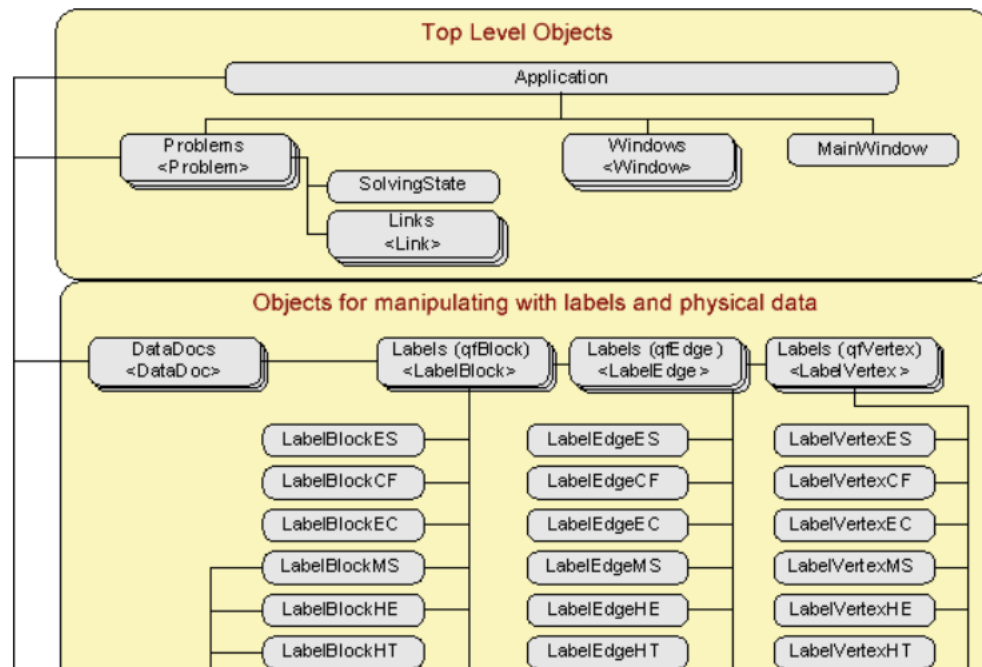 Top Level Objects
Application
Problems
<Problem>
Windows
<Window>
MainWindow
SolvingState
Links
<Link>
Objects for manipulating with labels and physical data
DataDocs
<DataDoc>
Labels (qfBlock)
<LabelBlock>
Labels (qfEdge)
<LabelEdge>
Labels (qfVertex)
<LabelVertex>
LabelBlockES
LabelEdgeES
LabelVertexES
LabelBlockCF
LabelEdgeCF
LabelVertexCF
LabelBlockEC
LabelEdgeEC
LabelVertexEC
LabelBlockMS
LabelEdgeMS
LabelVertexMS
LabelBlockHE
LabelEdgeHE
LabelVertexHE
LabelBlockHT
LabelEdgeHT
LabelVertexHT